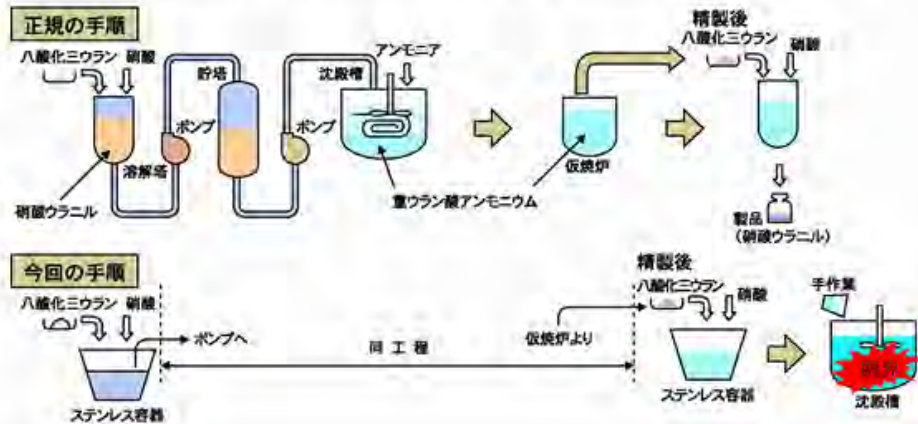 正規の手順
八酸化三ウラン 硝酸
貯塔
沈殿槽
アンモニア
ポンプ
ポンプ
溶解塔
硝酸ウラニル
重ウラン酸アンモニウム
仮焼炉
精製後
八酸化三ウラン
硝酸
製品
(硝酸ウラニル)
今回の手順
八酸化三ウラン 硝酸
ポンプへ
ステンレス容器
同工程
仮焼炉より
精製後
八酸化三ウラン
硝酸
ステンレス容器
手作業
臨界
沈殿槽